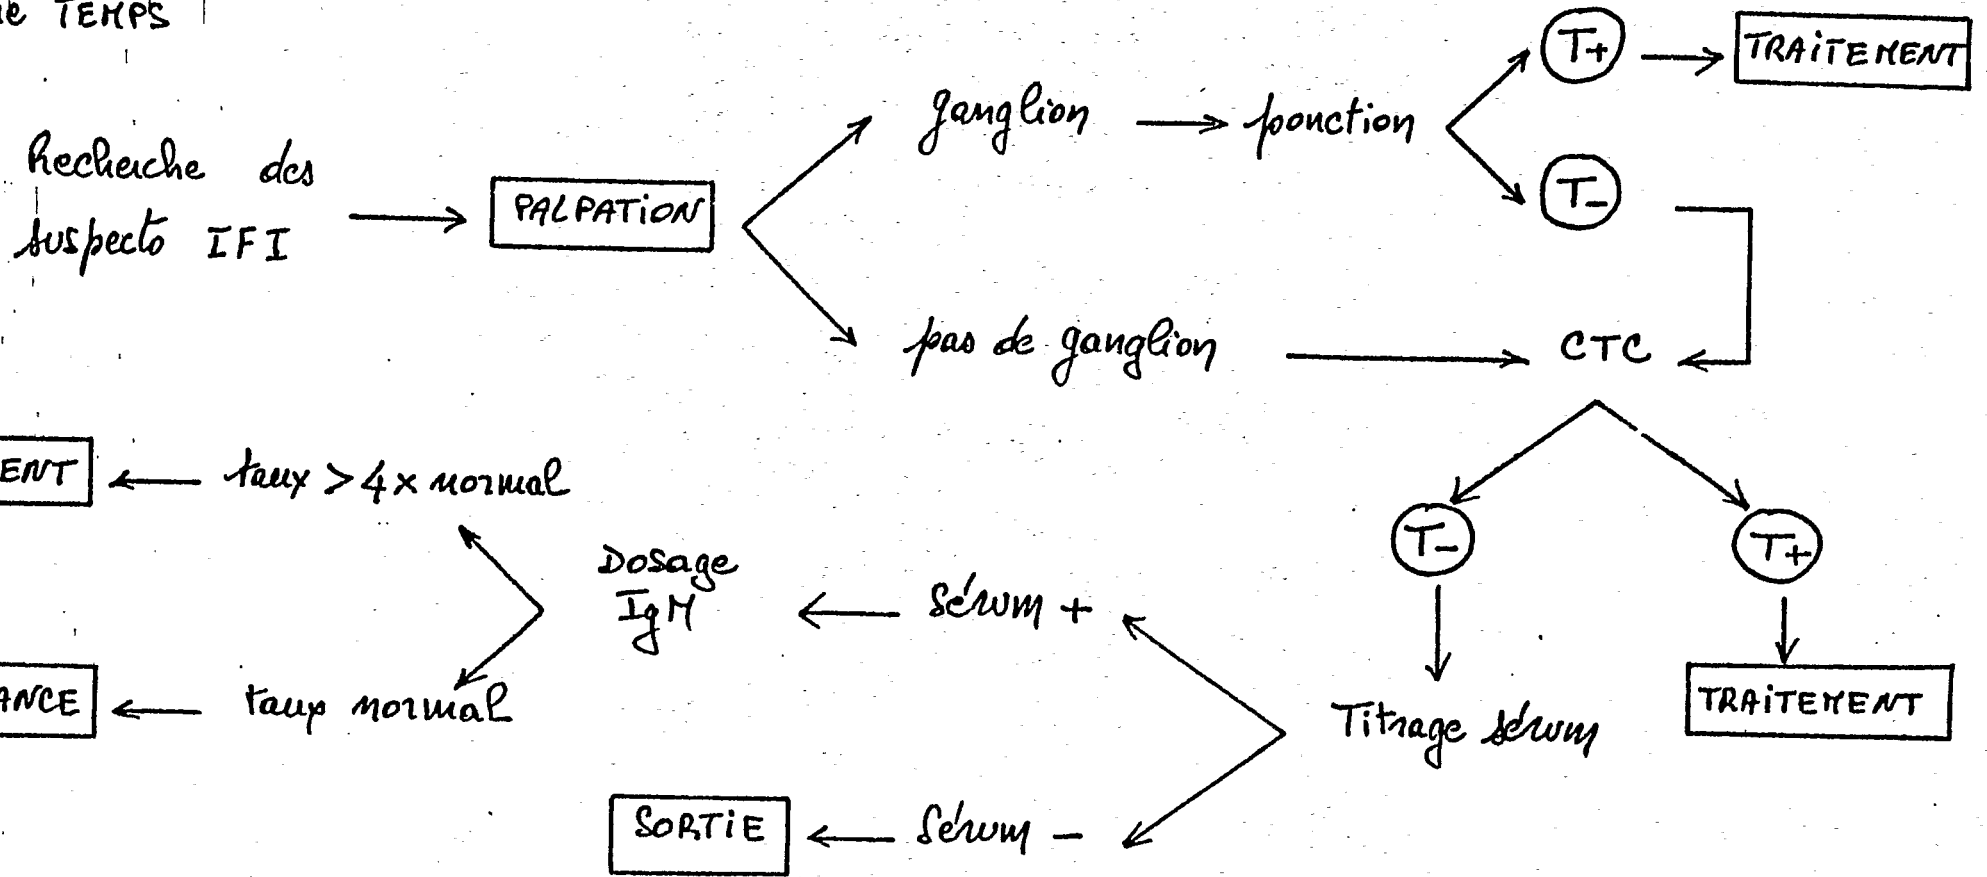 TEMPS
T+
TRAITEMENT
ganglion
ponction
Recherche des
suspects IFI
PALPATION
T-
pas de ganglion
CTC
ENT
taux > 4 x normal
T-
T+
Dosage
IgM
Sérum +
ANCE
taux normal
Titrage sérum
TRAITEMENT
SORTIE
Sérum -